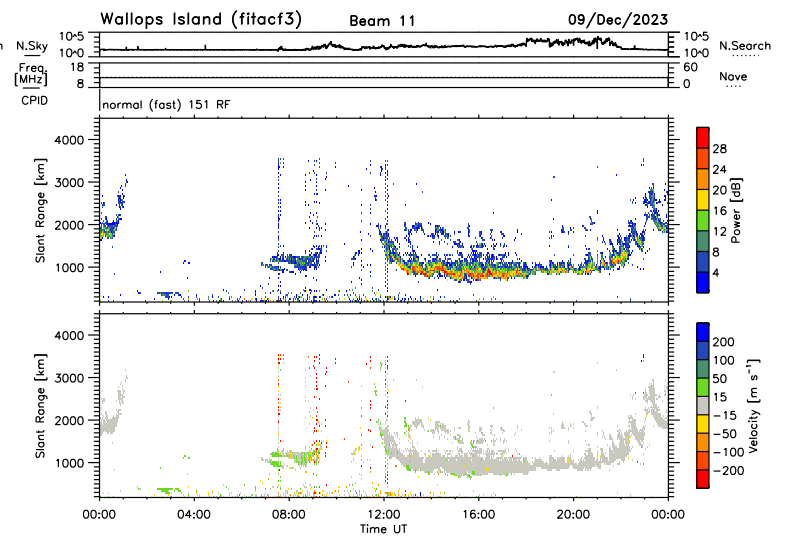 Wallops Island (fitacf3) Beam 11 09/Dec/2023
n N.Sky 10^5 10^0 10^5 10^0 N.Search
Freq. [MHz] 18 8 60 0 Nave
CPID normal (fast) 151 RF
Slant Range [km]
4000
3000
2000
1000
28
24
20
16
12
8
4
Power [dB]
Slant Range [km]
4000
3000
2000
1000
200
100
50
15
-15
-50
-100
-200
Velocity [m s⁻¹]
00:00 04:00 08:00 12:00 16:00 20:00 00:00
Time UT